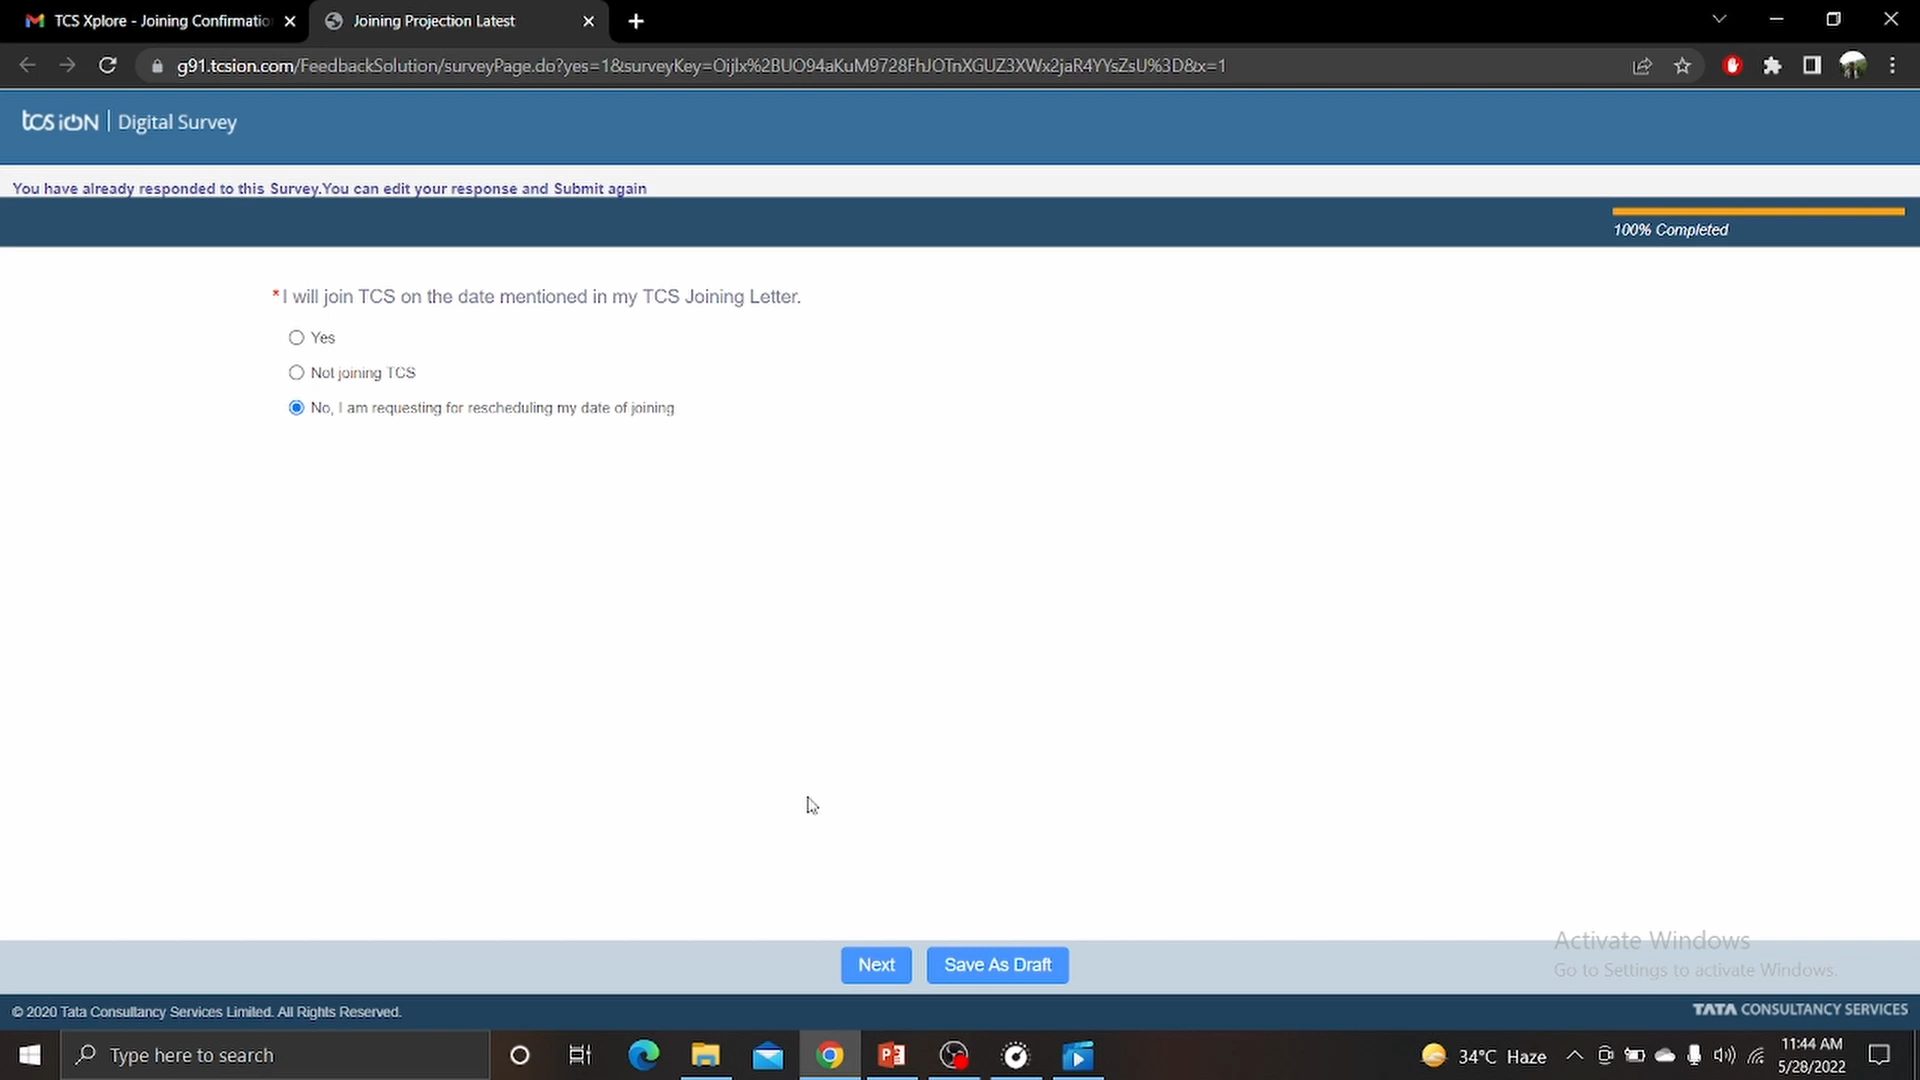 TCS Xplore - Joining Confirmatio
Joining Projection Latest
g91.tcsion.com/FeedbackSolution/surveyPage.do?yes=1&surveyKey=Oijlx%2BUO94aKuM9728FhJOTnXGUZ3XWx2jaR4YYsZsU%3D&x=1
tcs iON | Digital Survey
You have already responded to this Survey.You can edit your response and Submit again
100% Completed
*I will join TCS on the date mentioned in my TCS Joining Letter.
Yes
Not joining TCS
No, I am requesting for rescheduling my date of joining
Activate Windows
Go to Settings to activate Windows.
Next
Save As Draft
© 2020 Tata Consultancy Services Limited. All Rights Reserved.
TATA CONSULTANCY SERVICES
Type here to search
34°C Haze
11:44 AM
5/28/2022